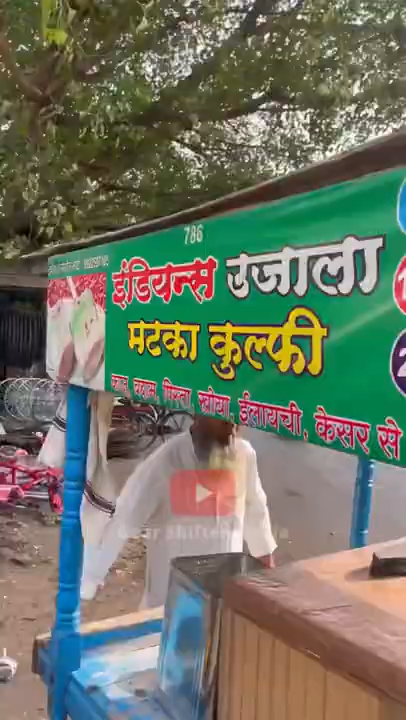 786
इंडियन्स उजाला
मटका कुल्फी
काजू, बादाम, पिस्ता, खोया, ईलायची, केसर से